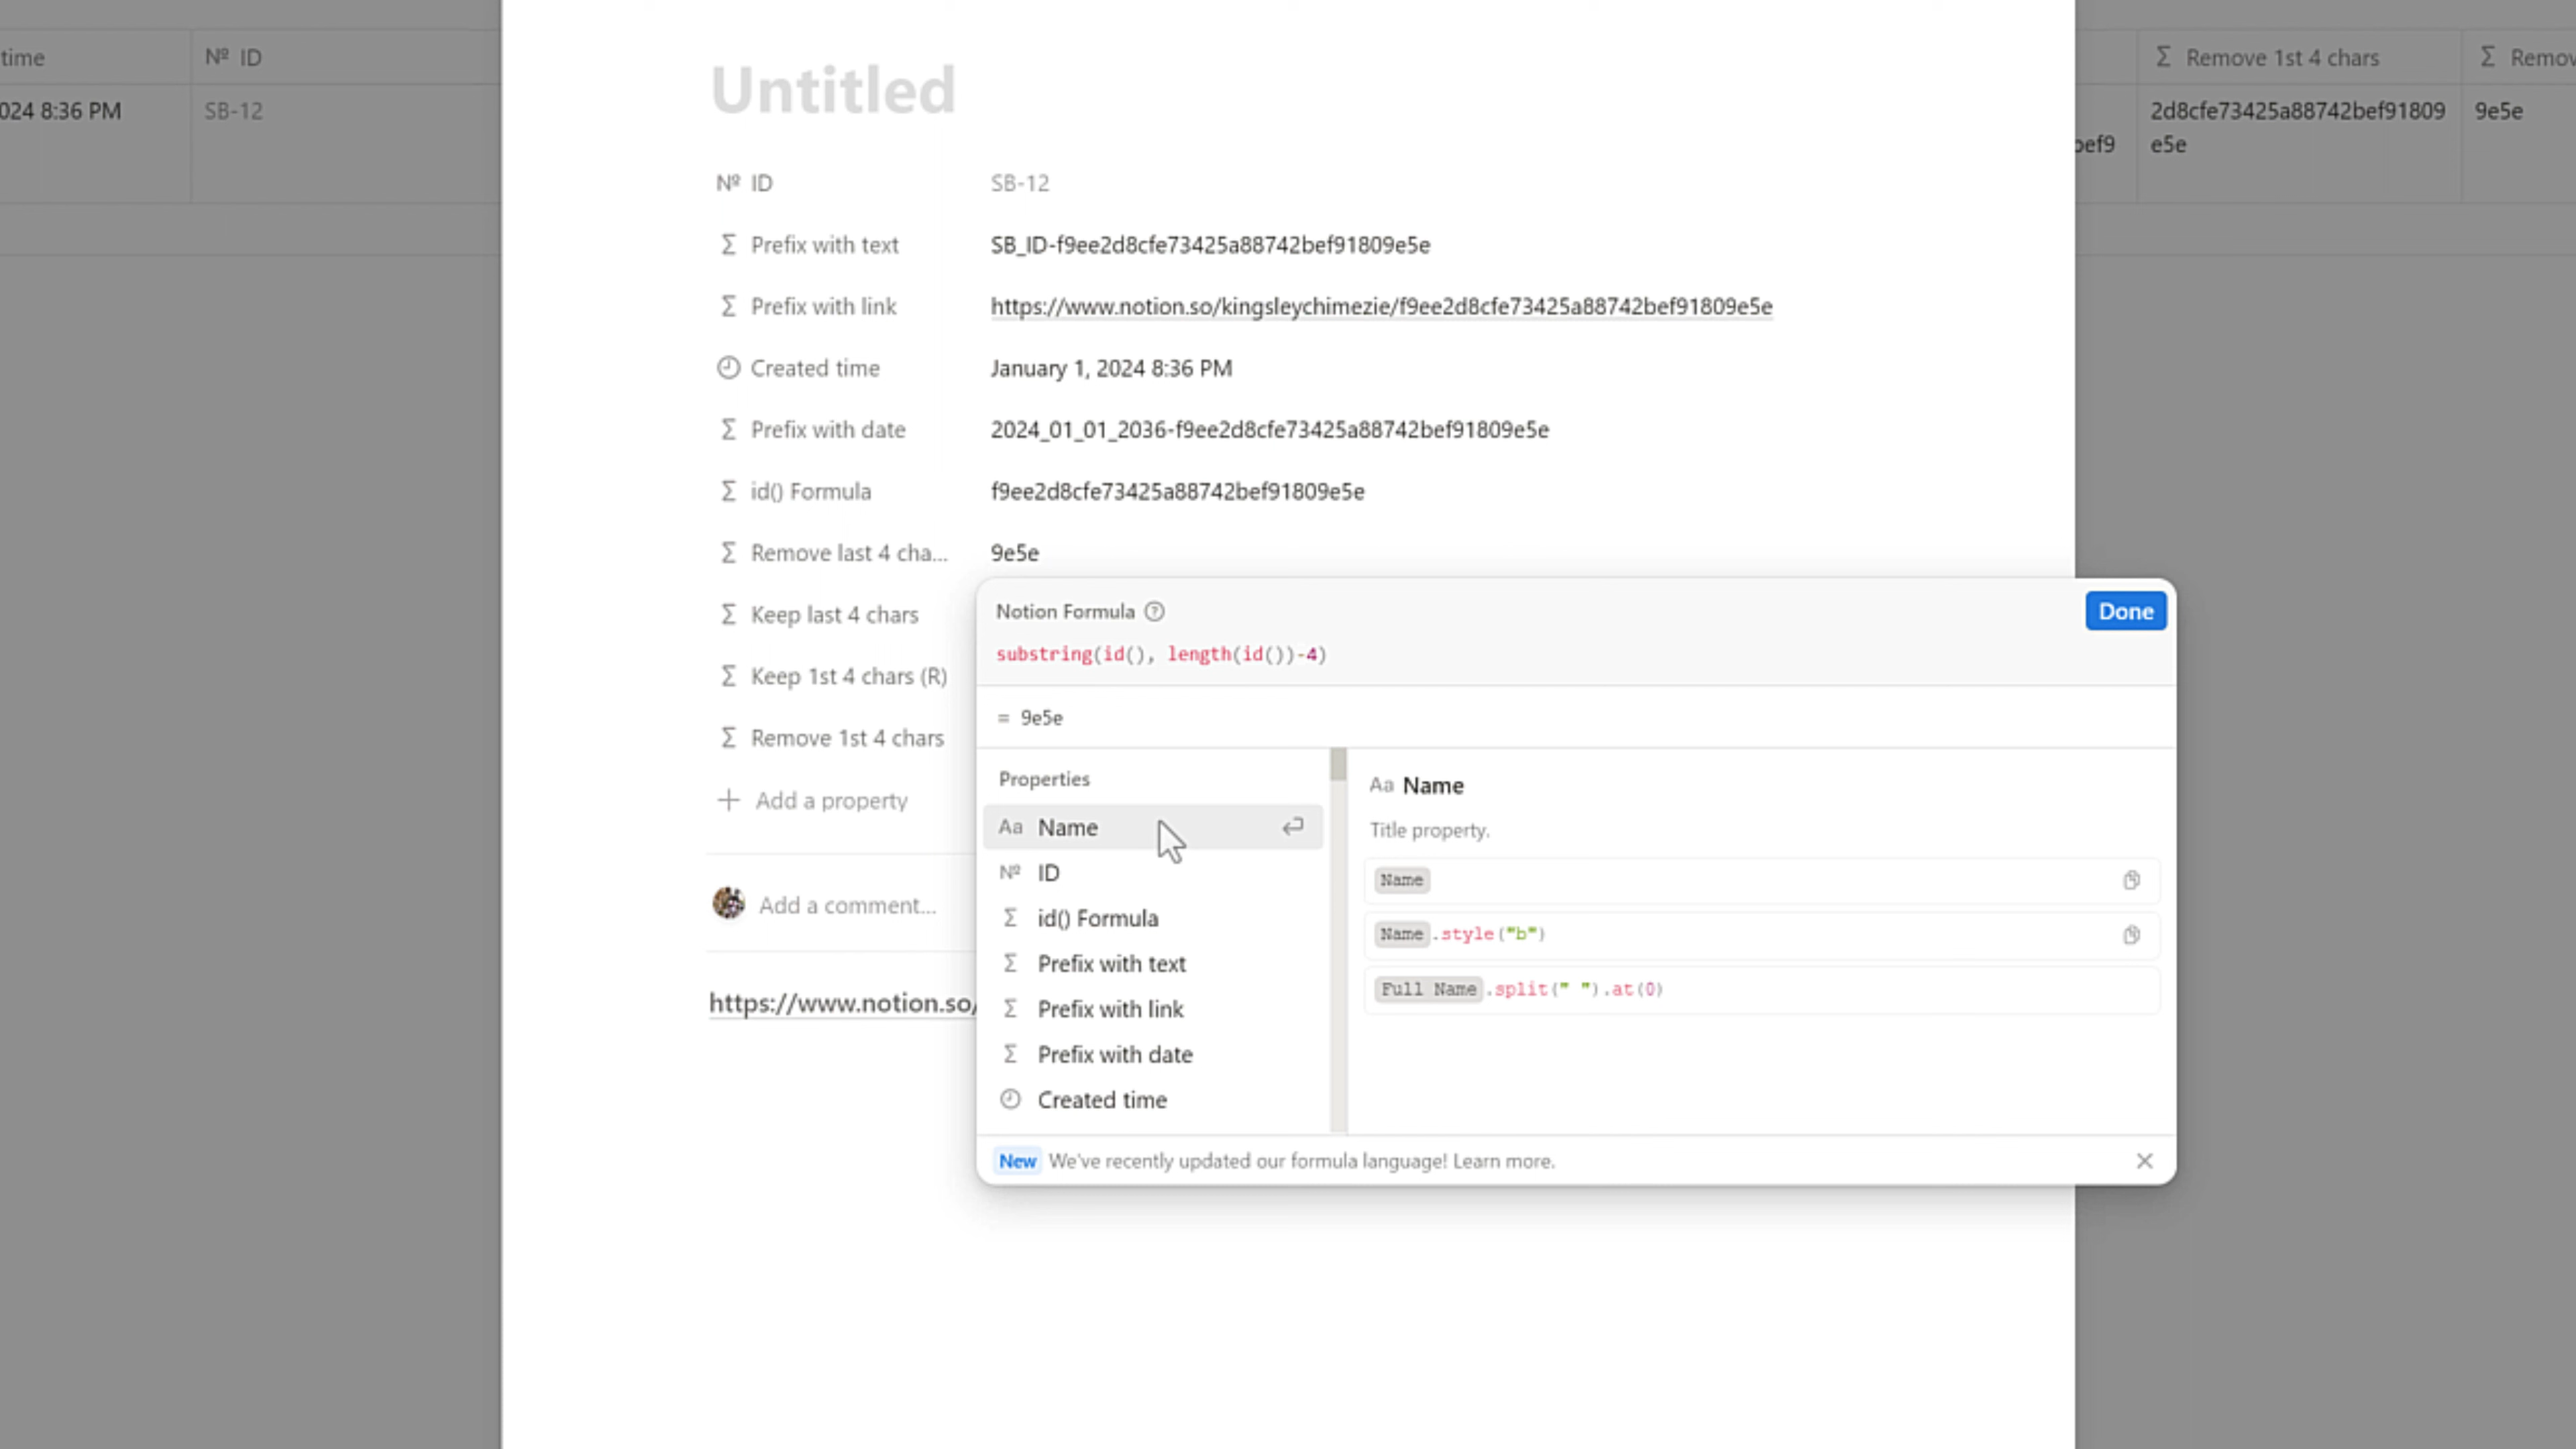 time
Nº ID
024 8:36 PM
SB-12
Untitled
Nº ID
SB-12
Σ Prefix with text
SB_ID-f9ee2d8cfe73425a88742bef91809e5e
Σ Prefix with link
https://www.notion.so/kingsleychimezie/f9ee2d8cfe73425a88742bef91809e5e
Created time
January 1, 2024 8:36 PM
Σ Prefix with date
2024_01_01_2036-f9ee2d8cfe73425a88742bef91809e5e
Σ id() Formula
f9ee2d8cfe73425a88742bef91809e5e
Σ Remove last 4 cha...
9e5e
Σ Keep last 4 chars
Σ Keep 1st 4 chars (R)
Σ Remove 1st 4 chars
+ Add a property
Add a comment...
https://www.notion.so/
Notion Formula ?
Done
substring(id(), length(id())-4)
= 9e5e
Properties
Aa Name
Nº ID
Σ id() Formula
Σ Prefix with text
Σ Prefix with link
Σ Prefix with date
Created time
Aa Name
Title property.
Name
Name.style("b")
Full Name.split(" ").at(0)
New We've recently updated our formula language! Learn more.
Σ Remove 1st 4 chars
Σ Remov
bef9
2d8cfe73425a88742bef91809
e5e
9e5e